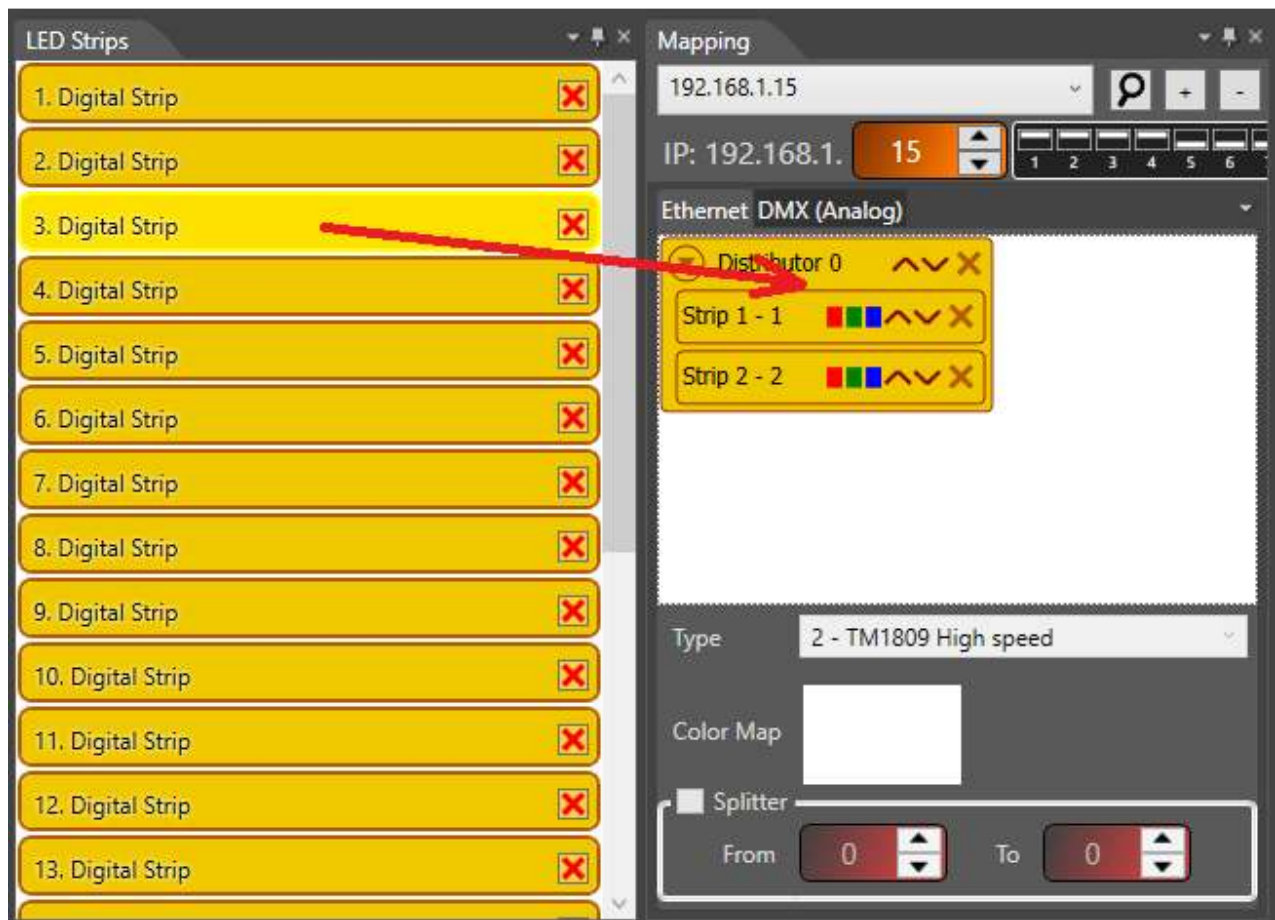 LED Strips
1. Digital Strip
2. Digital Strip
3. Digital Strip
4. Digital Strip
5. Digital Strip
6. Digital Strip
7. Digital Strip
8. Digital Strip
9. Digital Strip
10. Digital Strip
11. Digital Strip
12. Digital Strip
13. Digital Strip
Mapping
192.168.1.15
+ -
IP: 192.168.1. 15
1 2 3 4 5 6
Ethernet DMX (Analog)
Distributor 0
Strip 1 - 1
Strip 2 - 2
Type 2 - TM1809 High speed
Color Map
Splitter
From 0 To 0